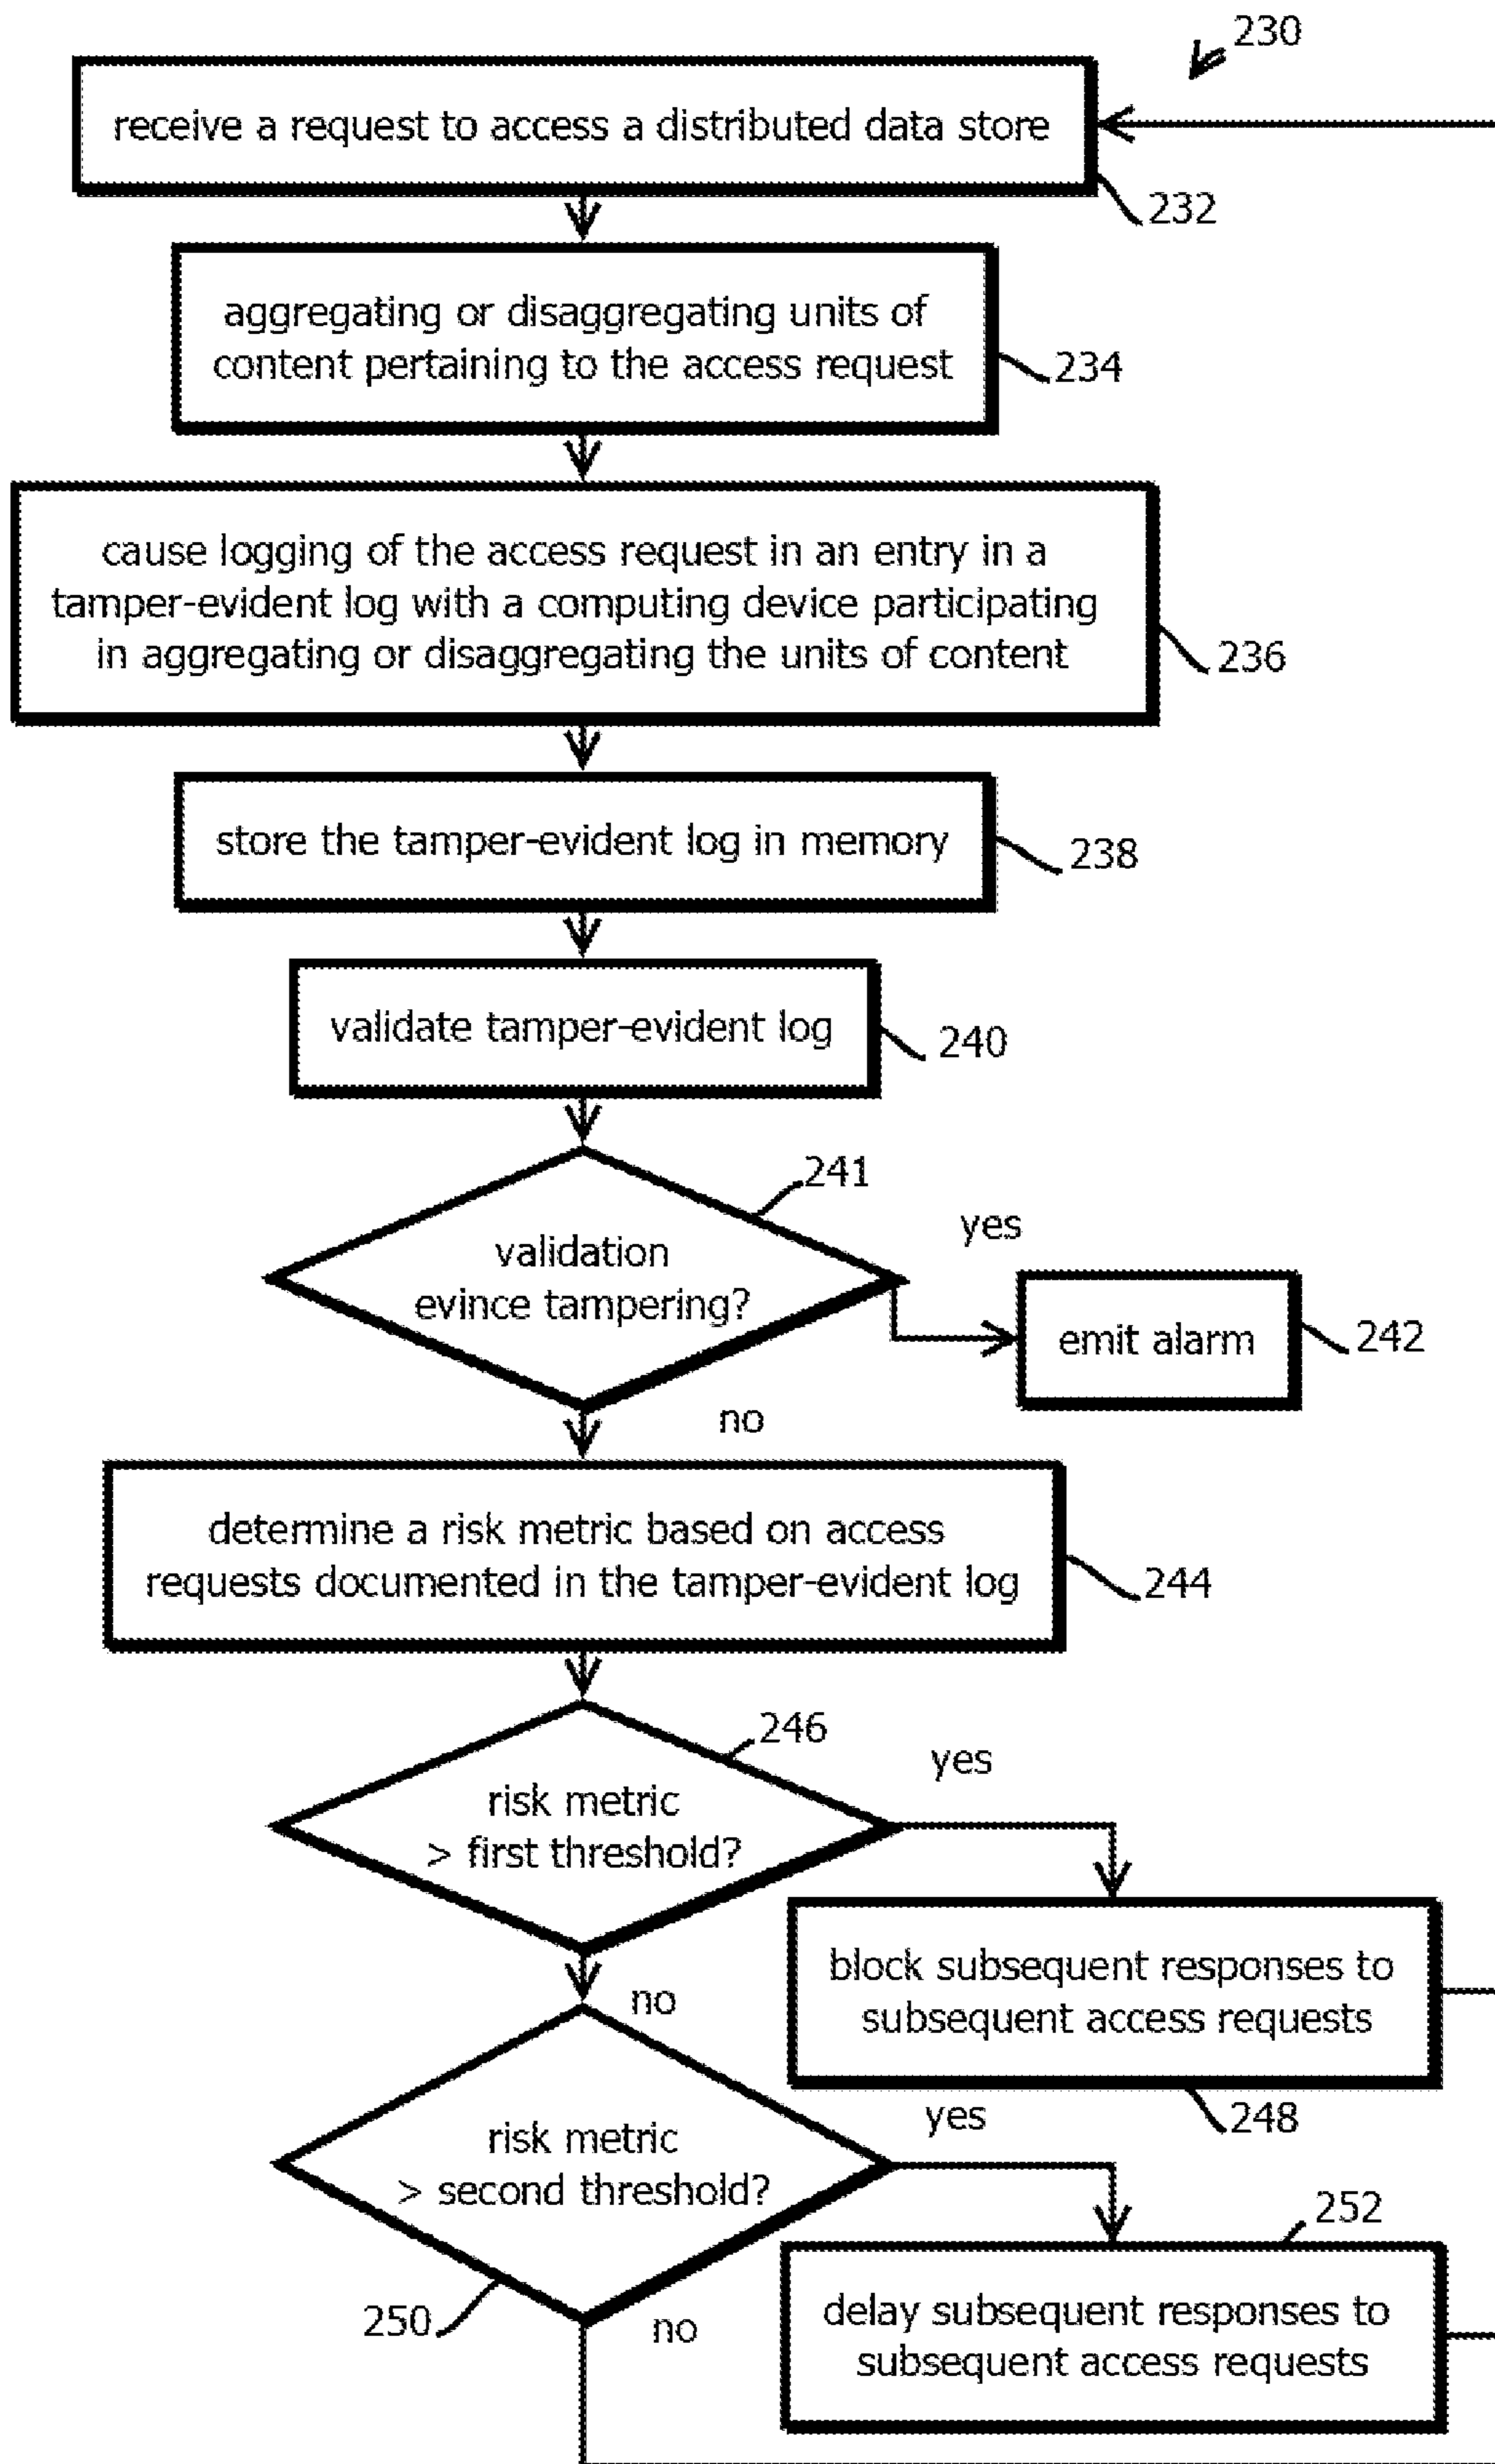 230
receive a request to access a distributed data store
232
aggregating or disaggregating units of
content pertaining to the access request
234
cause logging of the access request in an entry in a
tamper-evident log with a computing device participating
in aggregating or disaggregating the units of content
236
store the tamper-evident log in memory
238
validate tamper-evident log
240
241
validation
evince tampering?
yes
emit alarm
242
no
determine a risk metric based on access
requests documented in the tamper-evident log
244
246
risk metric
> first threshold?
yes
block subsequent responses to
subsequent access requests
248
no
risk metric
> second threshold?
250
yes
252
delay subsequent responses to
subsequent access requests
no